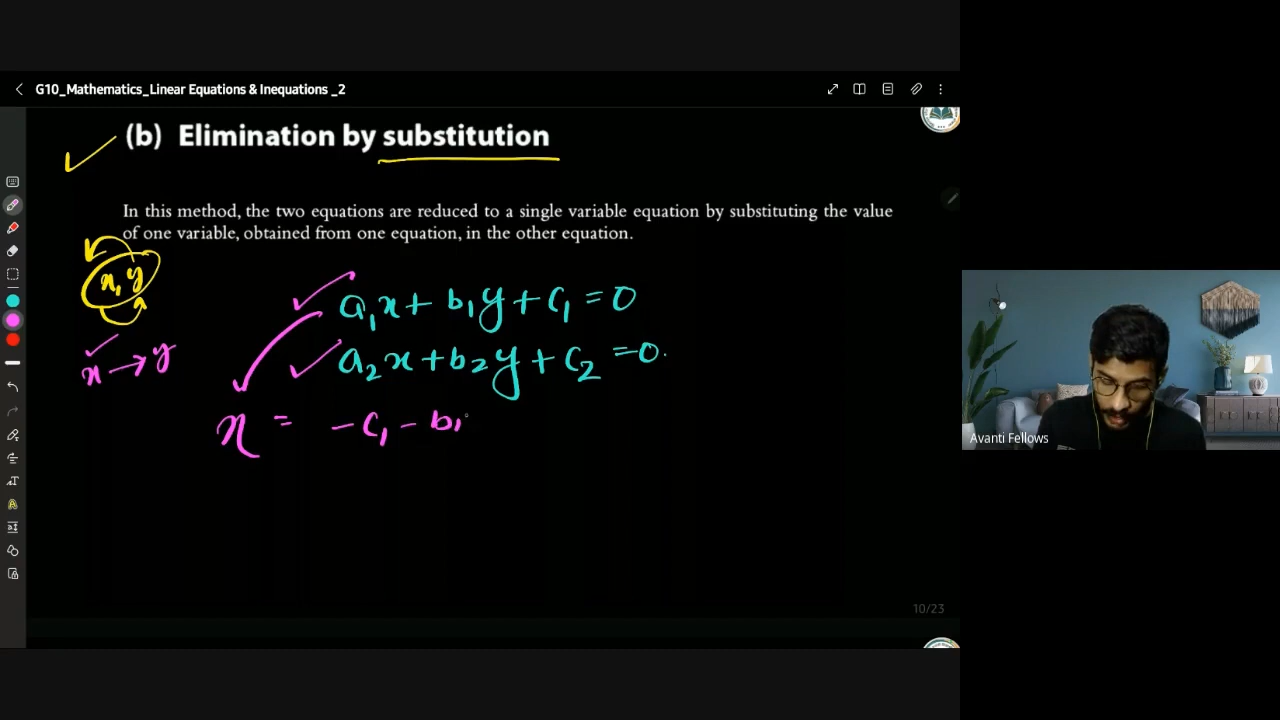 G10_Mathematics_Linear Equations & Inequations _2
(b) Elimination by substitution
In this method, the two equations are reduced to a single variable equation by substituting the value
of one variable, obtained from one equation, in the other equation.
x, y
a₁x + b₁y + c₁ = 0
x → y
a₂x + b₂y + c₂ = 0.
x = -c₁ - b₁
10/23
Avanti Fellows